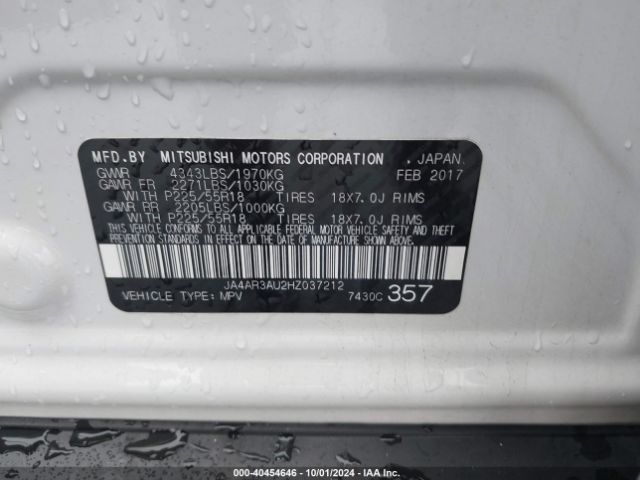 MFD.BY MITSUBISHI MOTORS CORPORATION . JAPAN
GVWR 4343LBS/1970KG FEB 2017
GAWR FR 2271LBS/1030KG
WITH P225/55R18 TIRES 18X7.0J RIMS
GAWR RR 2205LBS/1000KG
WITH P225/55R18 TIRES 18X7.0J RIMS
THIS VEHICLE CONFORMS TO ALL APPLICABLE FEDERAL MOTOR VEHICLE SAFETY AND THEFT
PREVENTION STANDARDS IN EFFECT ON THE DATE OF MANUFACTURE SHOWN ABOVE.
JA4AR3AU2HZ037212
VEHICLE TYPE: MPV 7430C 357
000-40454646 - 10/01/2024 - IAA Inc.